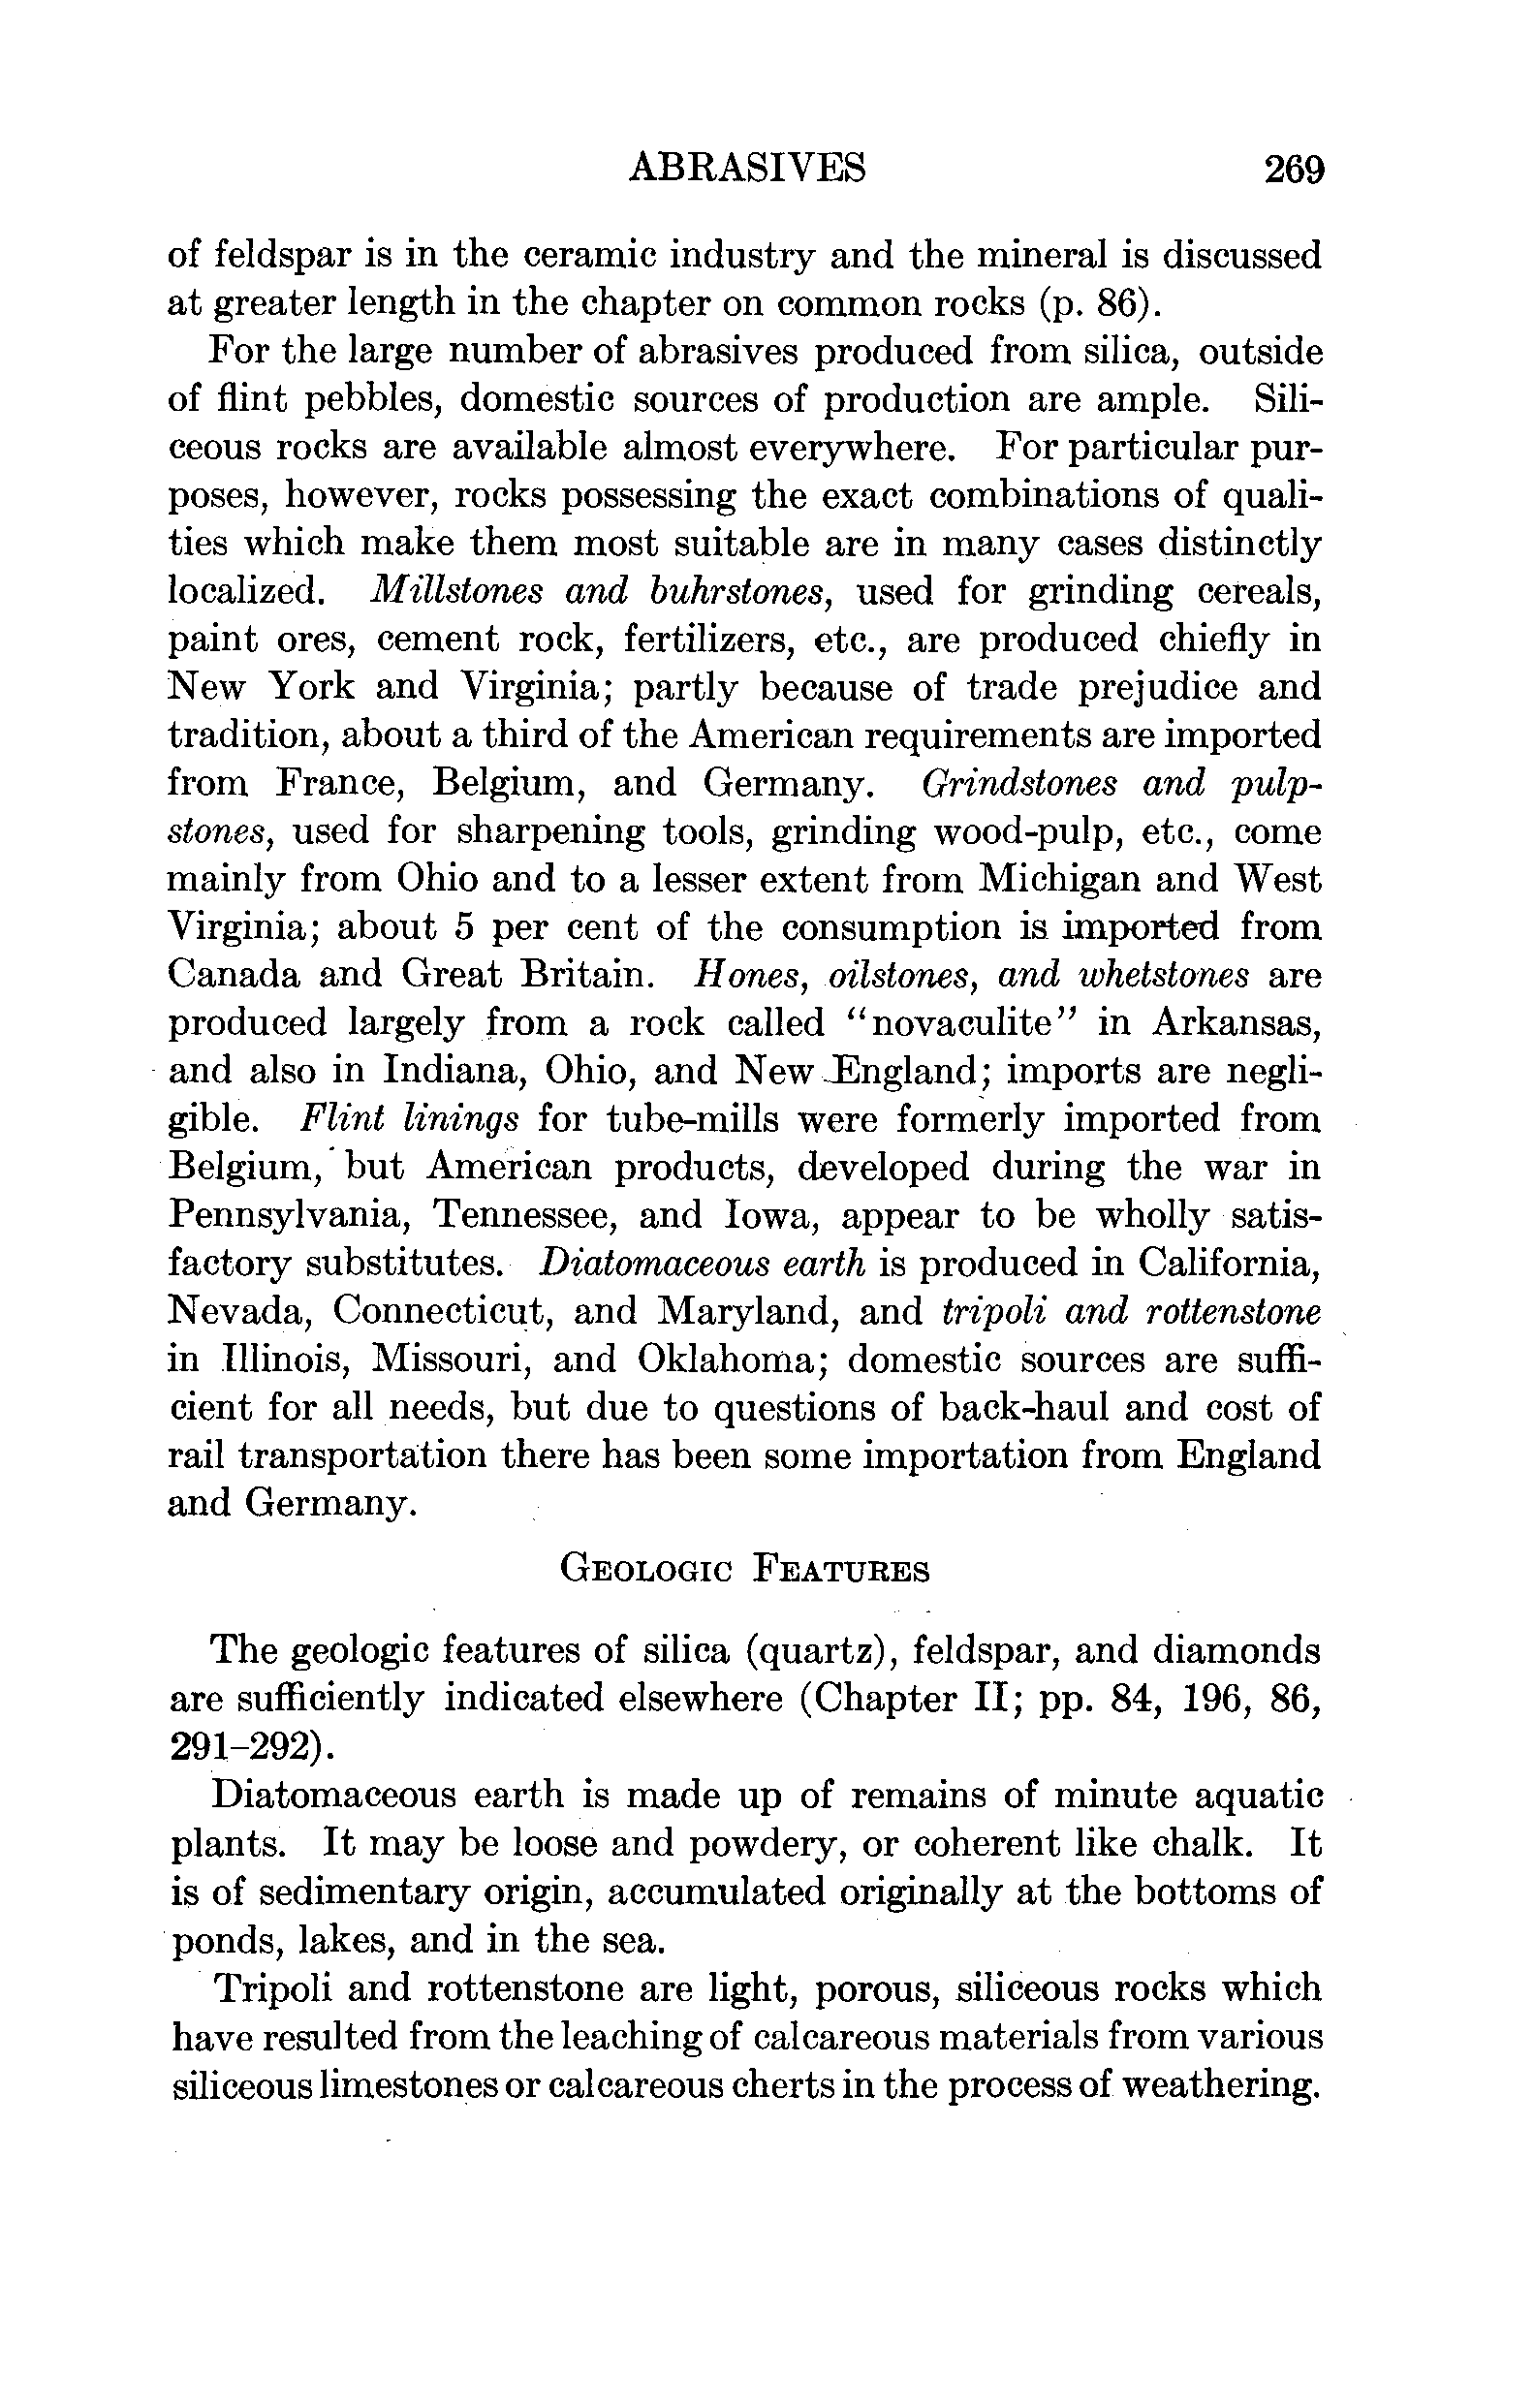 ABRASIVES 269
of feldspar is in the ceramic industry and the mineral is discussed
at greater length in the chapter on common rocks (p. 86).
For the large number of abrasives produced from silica, outside
of flint pebbles, domestic sources of production are ample. Sili-
ceous rocks are available almost everywhere. For particular pur-
poses, however, rocks possessing the exact combinations of quali-
ties which make them most suitable are in many cases distinctly
localized. Millstones and buhrstones, used for grinding cereals,
paint ores, cement rock, fertilizers, etc., are produced chiefly in
New York and Virginia; partly because of trade prejudice and
tradition, about a third of the American requirements are imported
from France, Belgium, and Germany. Grindstones and pulp-
stones, used for sharpening tools, grinding wood-pulp, etc., come
mainly from Ohio and to a lesser extent from Michigan and West
Virginia; about 5 per cent of the consumption is imported from
Canada and Great Britain. Hones, oilstones, and whetstones are
produced largely from a rock called "novaculite" in Arkansas,
and also in Indiana, Ohio, and New England; imports are negli-
gible. Flint linings for tube-mills were formerly imported from
Belgium, but American products, developed during the war in
Pennsylvania, Tennessee, and Iowa, appear to be wholly satis-
factory substitutes. Diatomaceous earth is produced in California,
Nevada, Connecticut, and Maryland, and tripoli and rottenstone
in Illinois, Missouri, and Oklahoma; domestic sources are suffi-
cient for all needs, but due to questions of back-haul and cost of
rail transportation there has been some importation from England
and Germany.
GEOLOGIC FEATURES
The geologic features of silica (quartz), feldspar, and diamonds
are sufficiently indicated elsewhere (Chapter II; pp. 84, 196, 86,
291-292).
Diatomaceous earth is made up of remains of minute aquatic
plants. It may be loose and powdery, or coherent like chalk. It
is of sedimentary origin, accumulated originally at the bottoms of
ponds, lakes, and in the sea.
Tripoli and rottenstone are light, porous, siliceous rocks which
have resulted from the leaching of calcareous materials from various
siliceous limestones or calcareous cherts in the process of weathering.